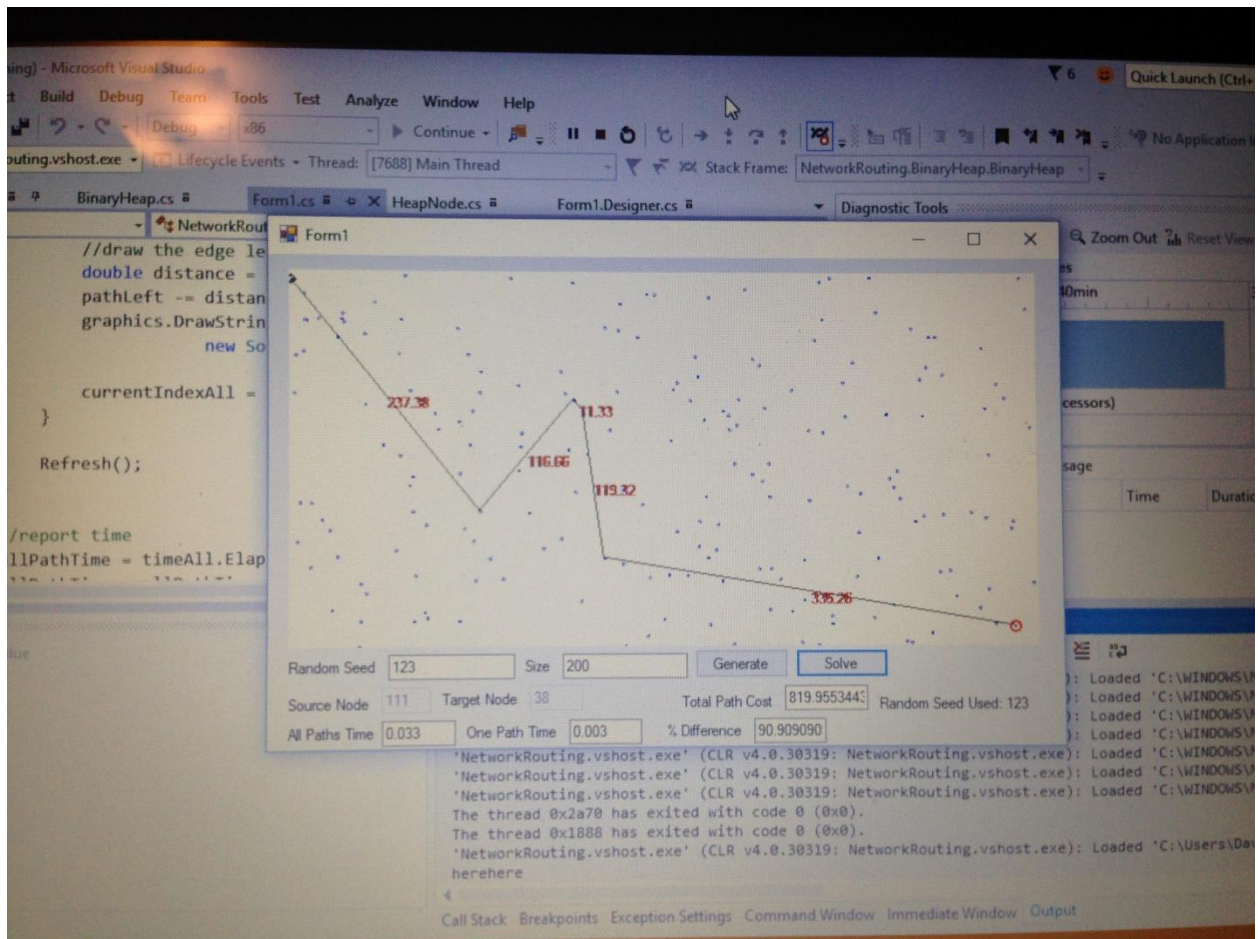 ning) - Microsoft Visual Studio
6 Quick Launch (Ctrl+
Build Debug Team Tools Test Analyze Window Help
Debug x86 Continue
No Application
outing.vshost.exe Lifecycle Events Thread: [7688] Main Thread Stack Frame: NetworkRouting.BinaryHeap.BinaryHeap
BinaryHeap.cs Form1.cs HeapNode.cs Form1.Designer.cs Diagnostic Tools
NetworkRout Form1 Zoom Out Reset View
//draw the edge le
double distance =
pathLeft -= distan
graphics.DrawStrin
new So
currentIndexAll =
}
Refresh();
/report time
llPathTime = timeAll.Elap
40min
cessors)
sage
Time Duratio
237.38
11.33
116.66
119.32
335.26
Random Seed 123 Size 200 Generate Solve
Source Node 111 Target Node 38 Total Path Cost 819.9553443 Random Seed Used: 123
All Paths Time 0.033 One Path Time 0.003 % Difference 90.909090
): Loaded 'C:\WINDOWS\M
): Loaded 'C:\WINDOWS\M
): Loaded 'C:\WINDOWS\M
): Loaded 'C:\WINDOWS\M
'NetworkRouting.vshost.exe' (CLR v4.0.30319: NetworkRouting.vshost.exe): Loaded 'C:\WINDOWS\M
'NetworkRouting.vshost.exe' (CLR v4.0.30319: NetworkRouting.vshost.exe): Loaded 'C:\WINDOWS\M
'NetworkRouting.vshost.exe' (CLR v4.0.30319: NetworkRouting.vshost.exe): Loaded 'C:\WINDOWS\M
The thread 0x2a70 has exited with code 0 (0x0).
The thread 0x1888 has exited with code 0 (0x0).
'NetworkRouting.vshost.exe' (CLR v4.0.30319: NetworkRouting.vshost.exe): Loaded 'C:\Users\Dav
herehere
Call Stack Breakpoints Exception Settings Command Window Immediate Window Output